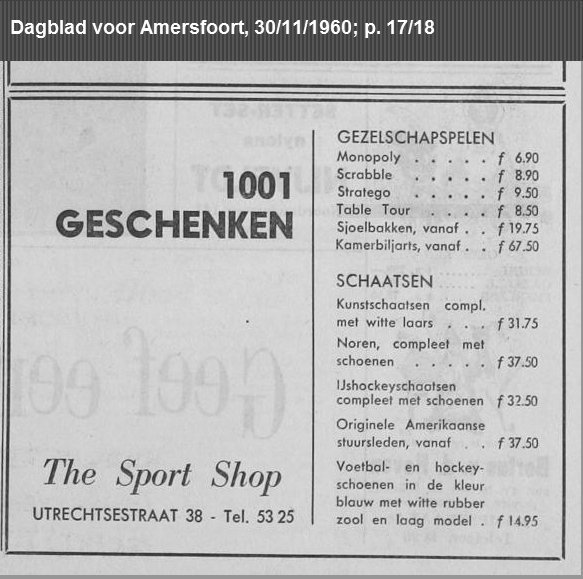 Dagblad voor Amersfoort, 30/11/1960; p. 17/18
1001
GESCHENKEN
The Sport Shop
UTRECHTSESTRAAT 38 - Tel. 53 25
GEZELSCHAPSPELEN
Monopoly . . . . . f 6.90
Scrabble . . . . . f 8.90
Stratego . . . . . f 9.50
Table Tour . . . . f 8.50
Sjoelbakken, vanaf . . f 19.75
Kamerbiljarts, vanaf . . f 67.50
SCHAATSEN
Kunstschaatsen compl.
met witte laars . . . f 31.75
Noren, compleet met
schoenen . . . . . f 37.50
IJshockeyschaatsen
compleet met schoenen f 32.50
Originele Amerikaanse
stuursleden, vanaf . . f 37.50
Voetbal- en hockey-
schoenen in de kleur
blauw met witte rubber
zool en laag model . f 14.95
Geef een